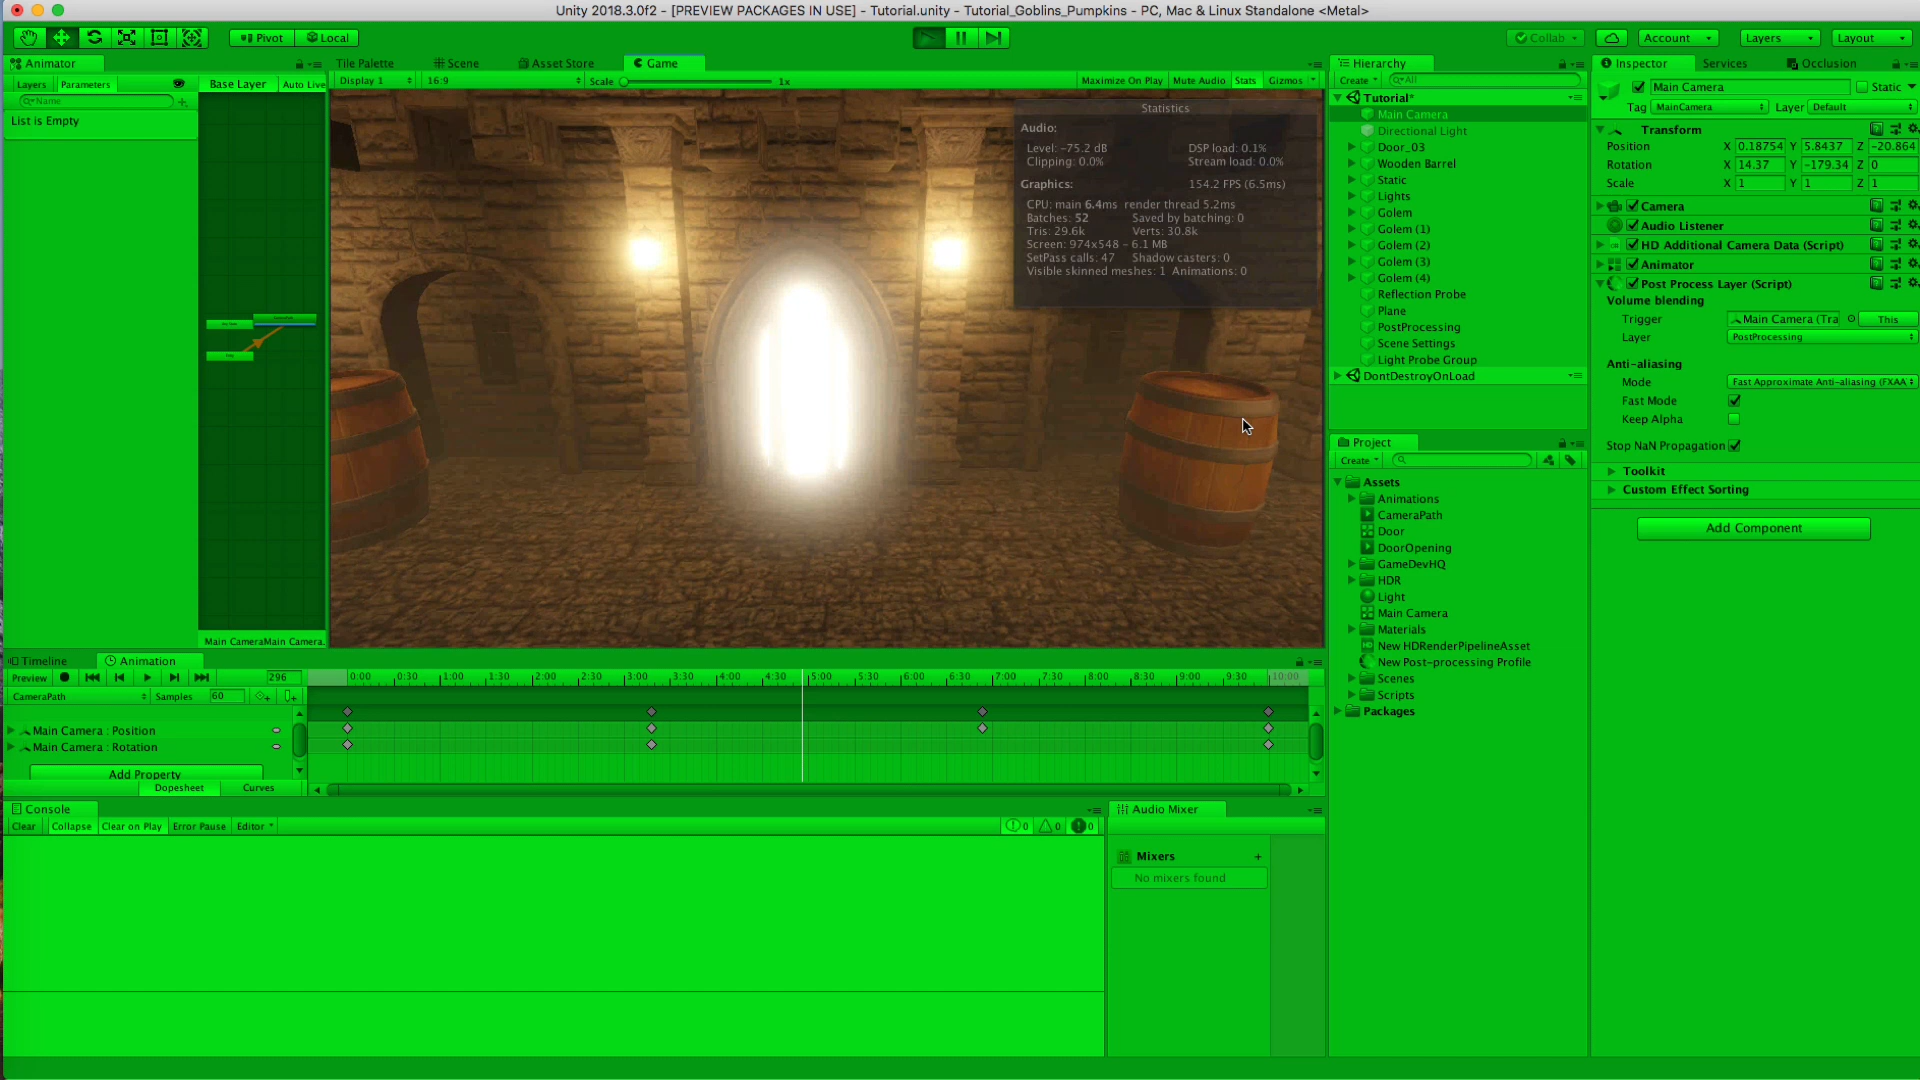 Unity 2018.3.0f2 - [PREVIEW PACKAGES IN USE] - Tutorial.unity - Tutorial_Goblins_Pumpkins - PC, Mac & Linux Standalone <Metal>
Pivot Local Collab Account Layers Layout
Animator Tile Palette Scene Asset Store Game Hierarchy Inspector Services Occlusion
Layers Parameters Base Layer Auto Live
Display 1 16:9 Scale 1x Maximize On Play Mute Audio Stats Gizmos
Name
List is Empty
Main CameraMain Camera.
Statistics
Audio:
Level: -75.2 dB DSP load: 0.1%
Clipping: 0.0% Stream load: 0.0%
Graphics: 154.2 FPS (6.5ms)
CPU: main 6.4ms render thread 5.2ms
Batches: 52 Saved by batching: 0
Tris: 29.6k Verts: 30.8k
Screen: 974x548 - 6.1 MB
SetPass calls: 47 Shadow casters: 0
Visible skinned meshes: 1 Animations: 0
Create All
Tutorial*
Main Camera
Directional Light
Door_03
Wooden Barrel
Static
Lights
Golem
Golem (1)
Golem (2)
Golem (3)
Golem (4)
Reflection Probe
Plane
PostProcessing
Scene Settings
Light Probe Group
DontDestroyOnLoad
Project
Create
Assets
Animations
CameraPath
Door
DoorOpening
GameDevHQ
HDR
Light
Main Camera
Materials
New HDRenderPipelineAsset
New Post-processing Profile
Scenes
Scripts
Packages
Main Camera Static
Tag MainCamera Layer Default
Transform
Position X 0.18754 Y 5.8437 Z -20.864
Rotation X 14.37 Y -179.34 Z 0
Scale X 1 Y 1 Z 1
Camera
Audio Listener
HD Additional Camera Data (Script)
Animator
Post Process Layer (Script)
Volume blending
Trigger Main Camera (Tra This
Layer PostProcessing
Anti-aliasing
Mode Fast Approximate Anti-aliasing (FXAA
Fast Mode
Keep Alpha
Stop NaN Propagation
Toolkit
Custom Effect Sorting
Add Component
Timeline Animation
Preview 296 0:00 0:30 1:00 1:30 2:00 2:30 3:00 3:30 4:00 4:30 5:00 5:30 6:00 6:30 7:00 7:30 8:00 8:30 9:00 9:30 10:00
CameraPath Samples 60
Main Camera : Position
Main Camera : Rotation
Add Property
Dopesheet Curves
Console
Clear Collapse Clear on Play Error Pause Editor 0 0 0
Audio Mixer
Mixers +
No mixers found